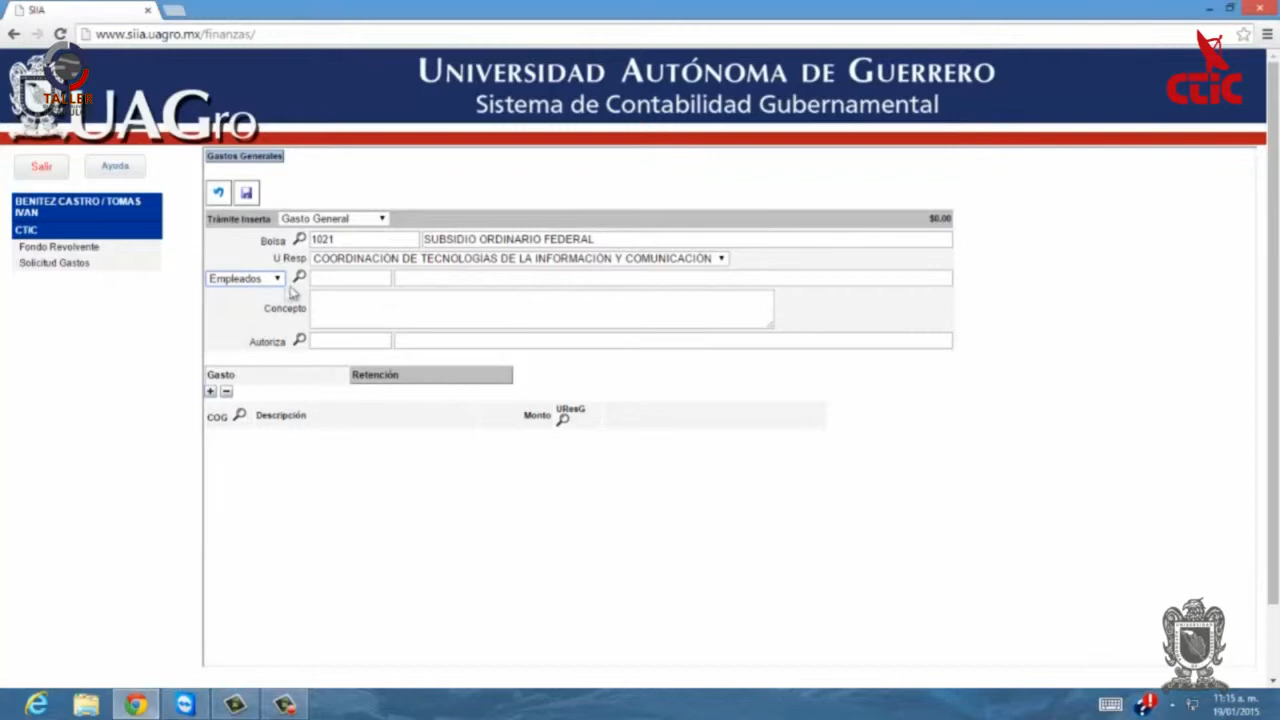 SIIA
www.siia.uagro.mx/finanzas/
UNIVERSIDAD AUTÓNOMA DE GUERRERO
Sistema de Contabilidad Gubernamental
CTIC
TALLER
UAGro
Salir
Ayuda
Gastos Generales
BENITEZ CASTRO / TOMAS
IVAN
CTIC
Fondo Revolvente
Solicitud Gastos
Trámite Inserta Gasto General $0.00
Bolsa 1021 SUBSIDIO ORDINARIO FEDERAL
U Resp COORDINACIÓN DE TECNOLOGÍAS DE LA INFORMACIÓN Y COMUNICACIÓN
Empleados
Concepto
Autoriza
Gasto Retención
COG Descripción Monto UResG
11:15 a. m.
19/01/2015